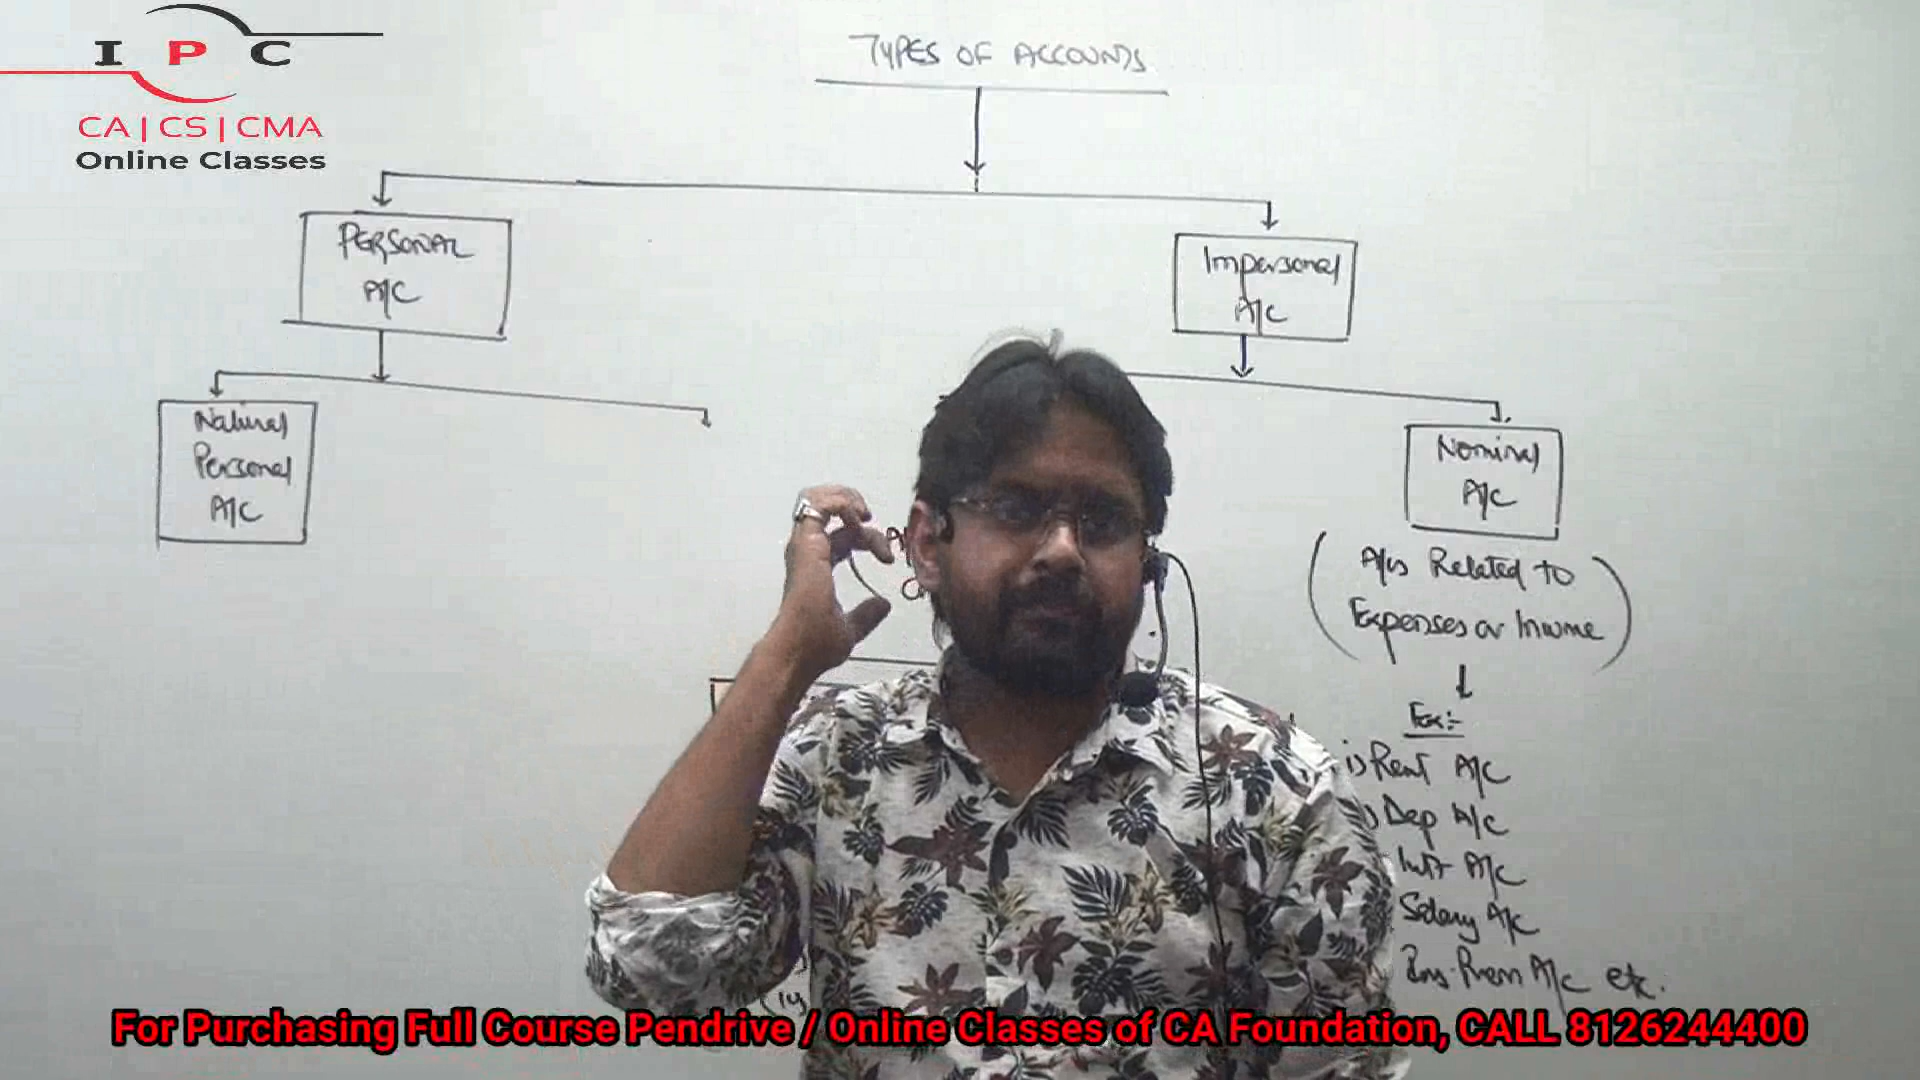 I P C
CA | CS | CMA
Online Classes
TYPES OF ACCOUNTS
PERSONAL
A/C
Impersonal
A/C
Natural
Personal
A/C
Nominal
A/C
(A/cs Related to
Expenses or Income)
Ex:-
i) Rent A/C
) Dep A/C
Int A/C
Salary A/C
Ins. Prem A/C etc.
For Purchasing Full Course Pendrive / Online Classes of CA Foundation, CALL 8126244400